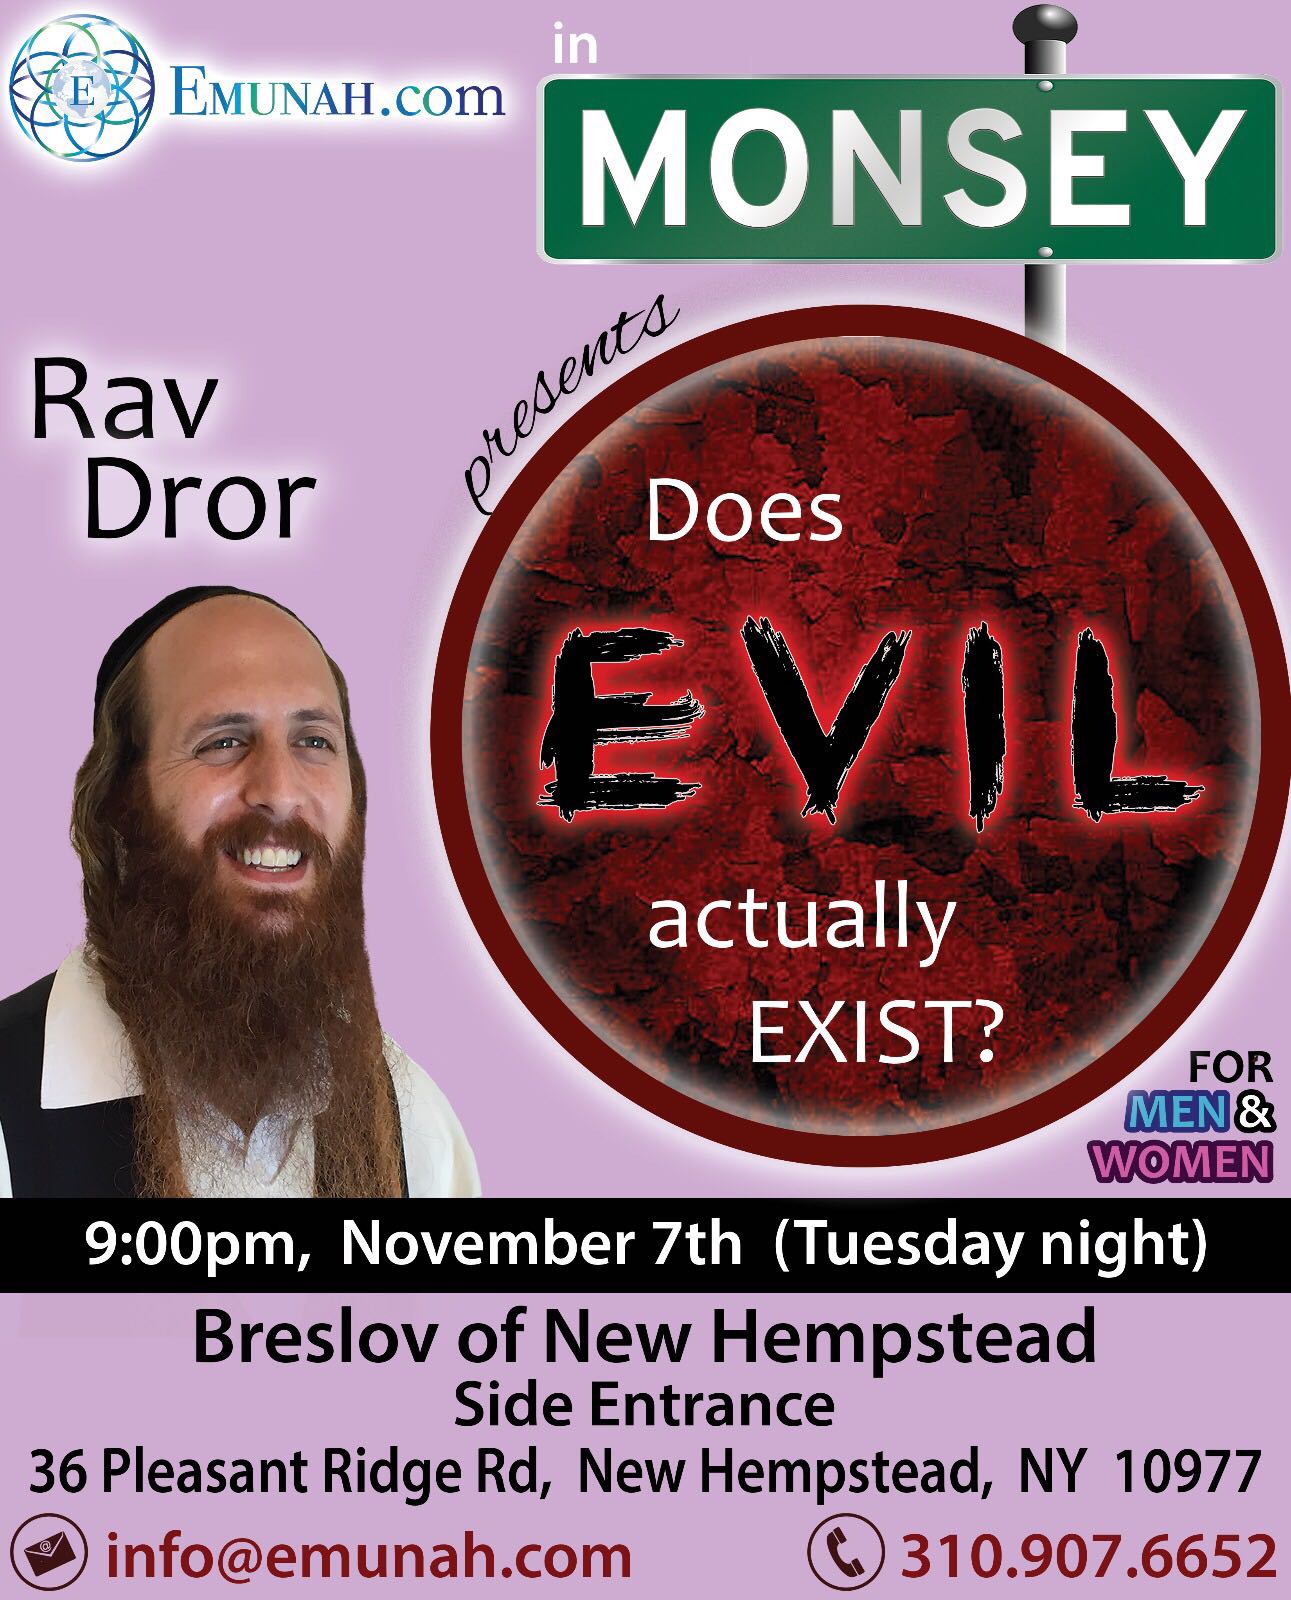 E
EMUNAH.com
in
MONSEY
presents
Rav
Dror
Does
EVIL
actually
EXIST?
FOR
MEN &
WOMEN
9:00pm, November 7th (Tuesday night)
Breslov of New Hempstead
Side Entrance
36 Pleasant Ridge Rd, New Hempstead, NY 10977
@ info@emunah.com
310.907.6652